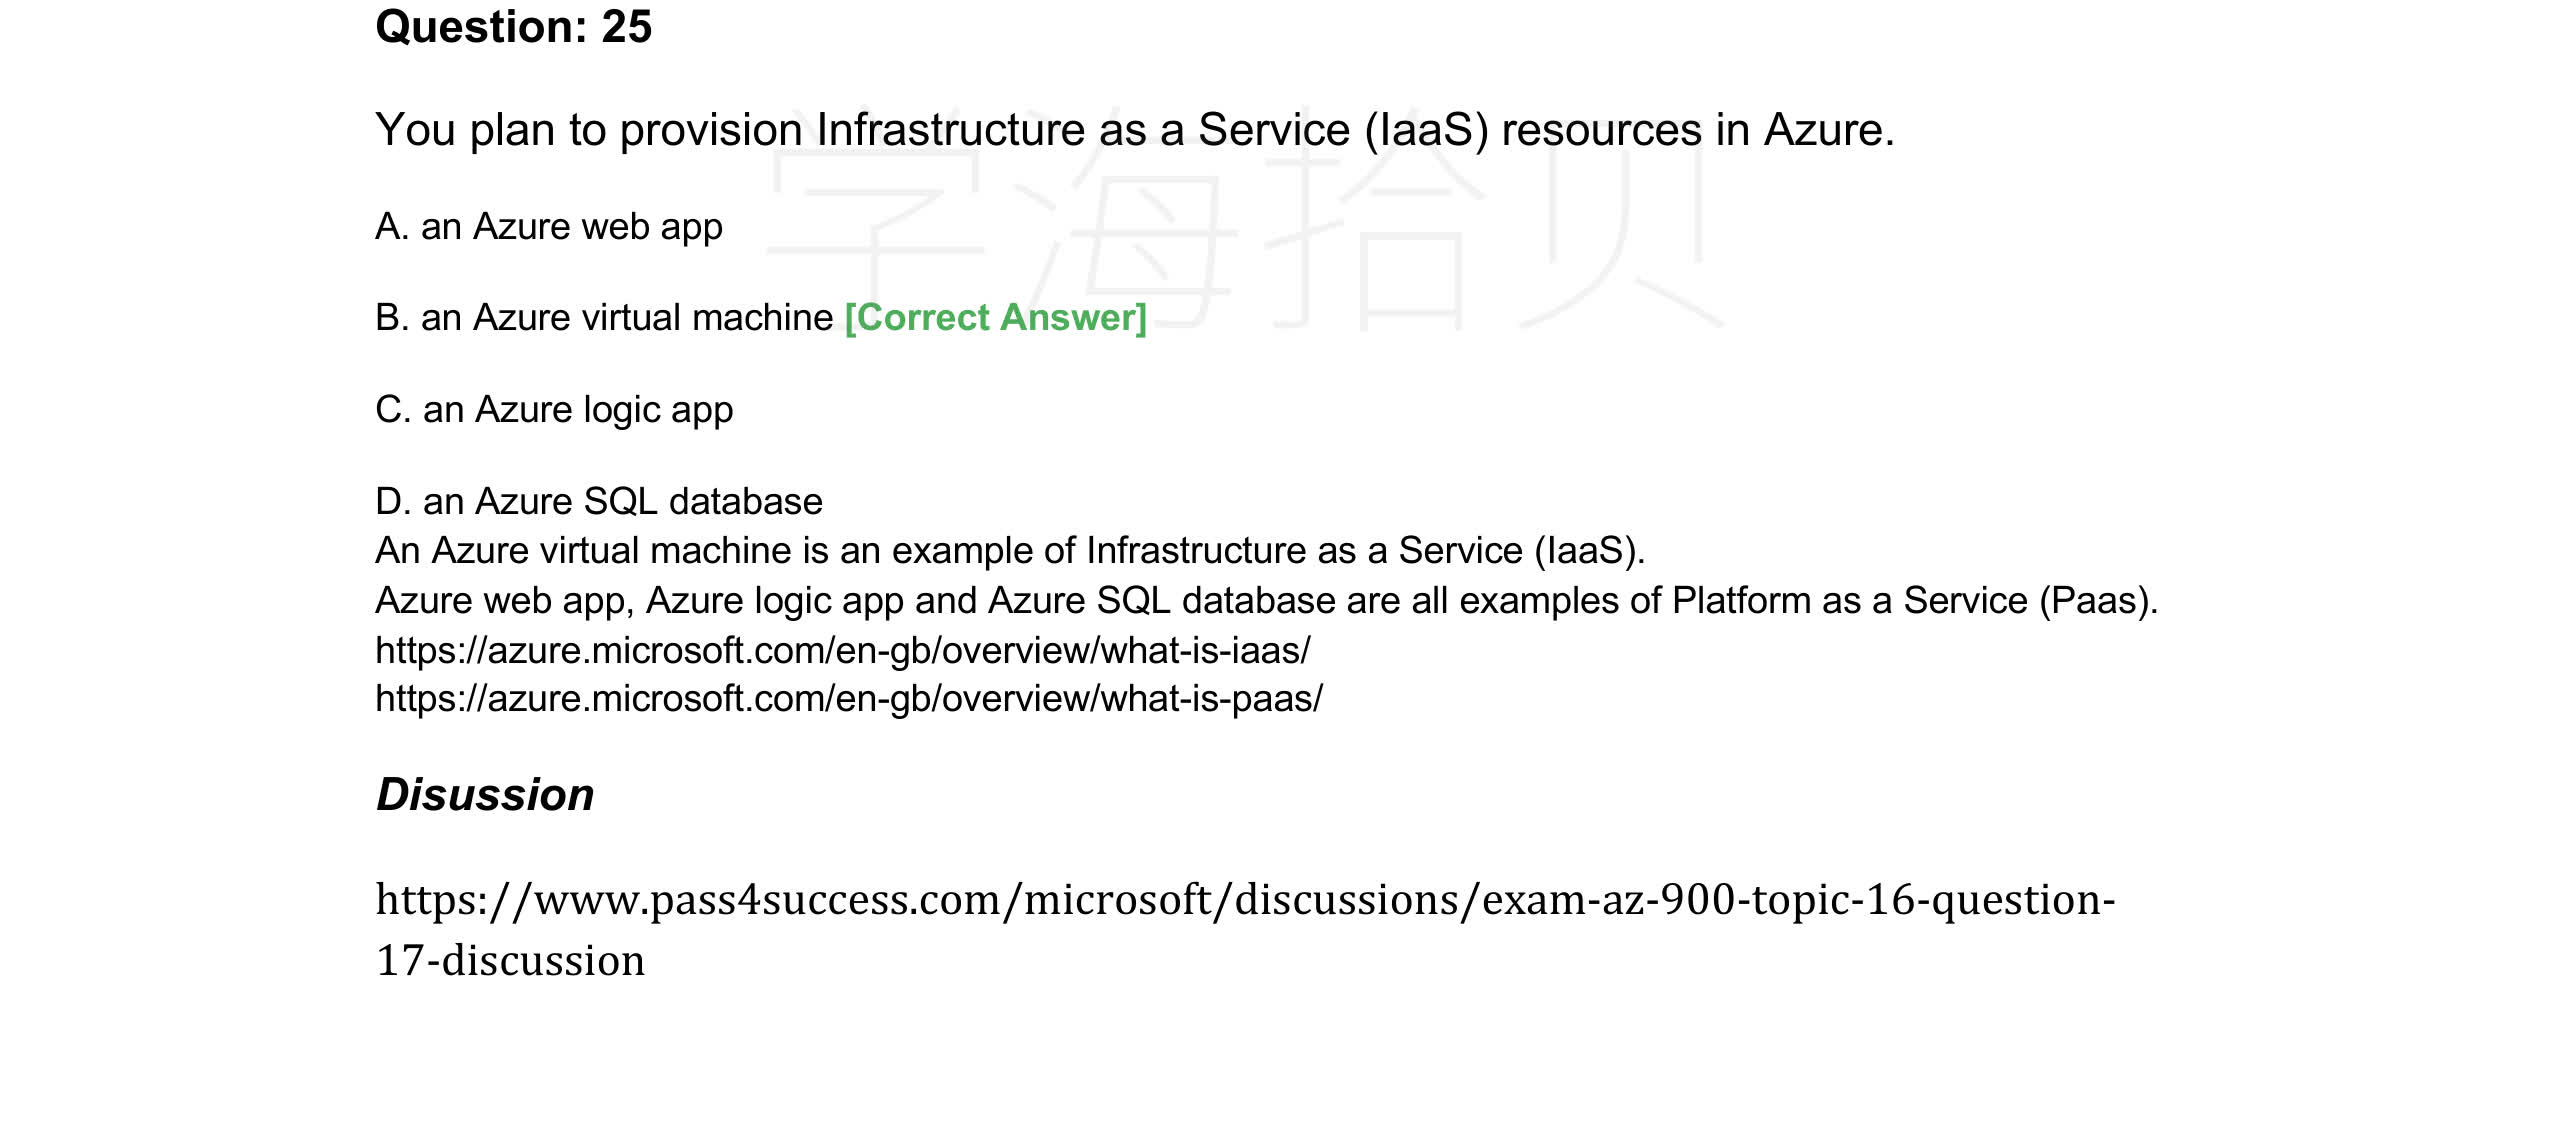 Question: 25
You plan to provision Infrastructure as a Service (IaaS) resources in Azure.
学海拾贝
A. an Azure web app
B. an Azure virtual machine [Correct Answer]
C. an Azure logic app
D. an Azure SQL database
An Azure virtual machine is an example of Infrastructure as a Service (IaaS).
Azure web app, Azure logic app and Azure SQL database are all examples of Platform as a Service (Paas).
https://azure.microsoft.com/en-gb/overview/what-is-iaas/
https://azure.microsoft.com/en-gb/overview/what-is-paas/
Disussion
https://www.pass4success.com/microsoft/discussions/exam-az-900-topic-16-question-
17-discussion